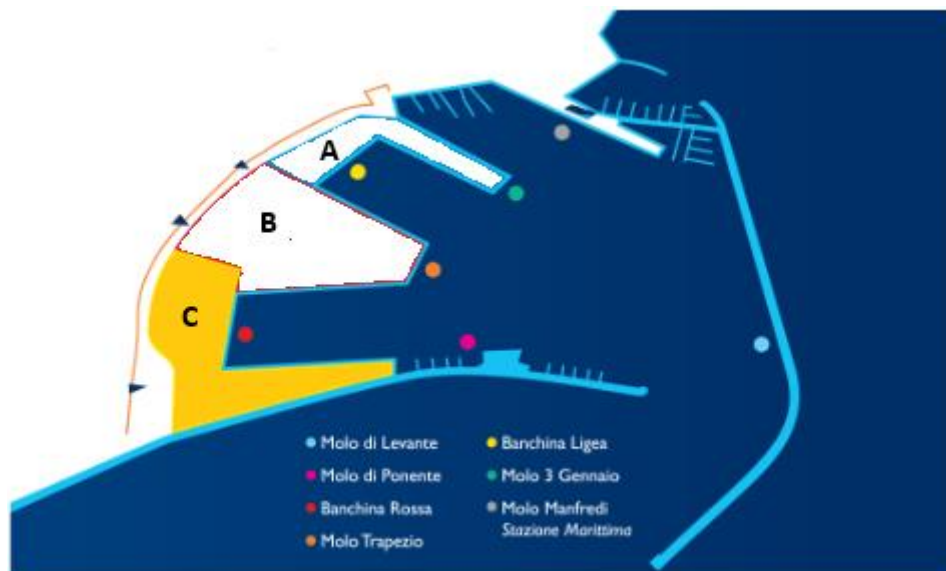 A
B
C
Molo di Levante
Molo di Ponente
Banchina Rossa
Molo Trapezio
Banchina Ligea
Molo 3 Gennaio
Molo Manfredi
Stazione Marittima